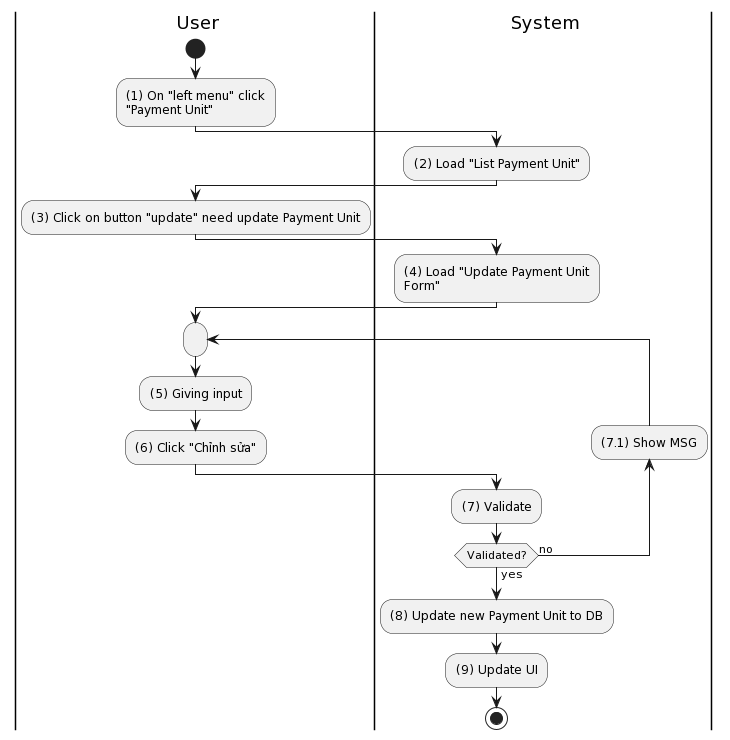 User
System
(1) On "left menu" click
"Payment Unit"
(2) Load "List Payment Unit"
(3) Click on button "update" need update Payment Unit
(4) Load "Update Payment Unit
Form"
(5) Giving input
(6) Click "Chỉnh sửa"
(7.1) Show MSG
(7) Validate
Validated?
no
yes
(8) Update new Payment Unit to DB
(9) Update UI